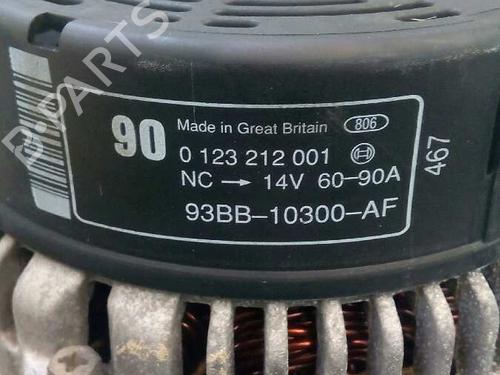 B-PARTS
90 Made in Great Britain 806
0 123 212 001
NC → 14V 60-90A
93BB-10300-AF
467